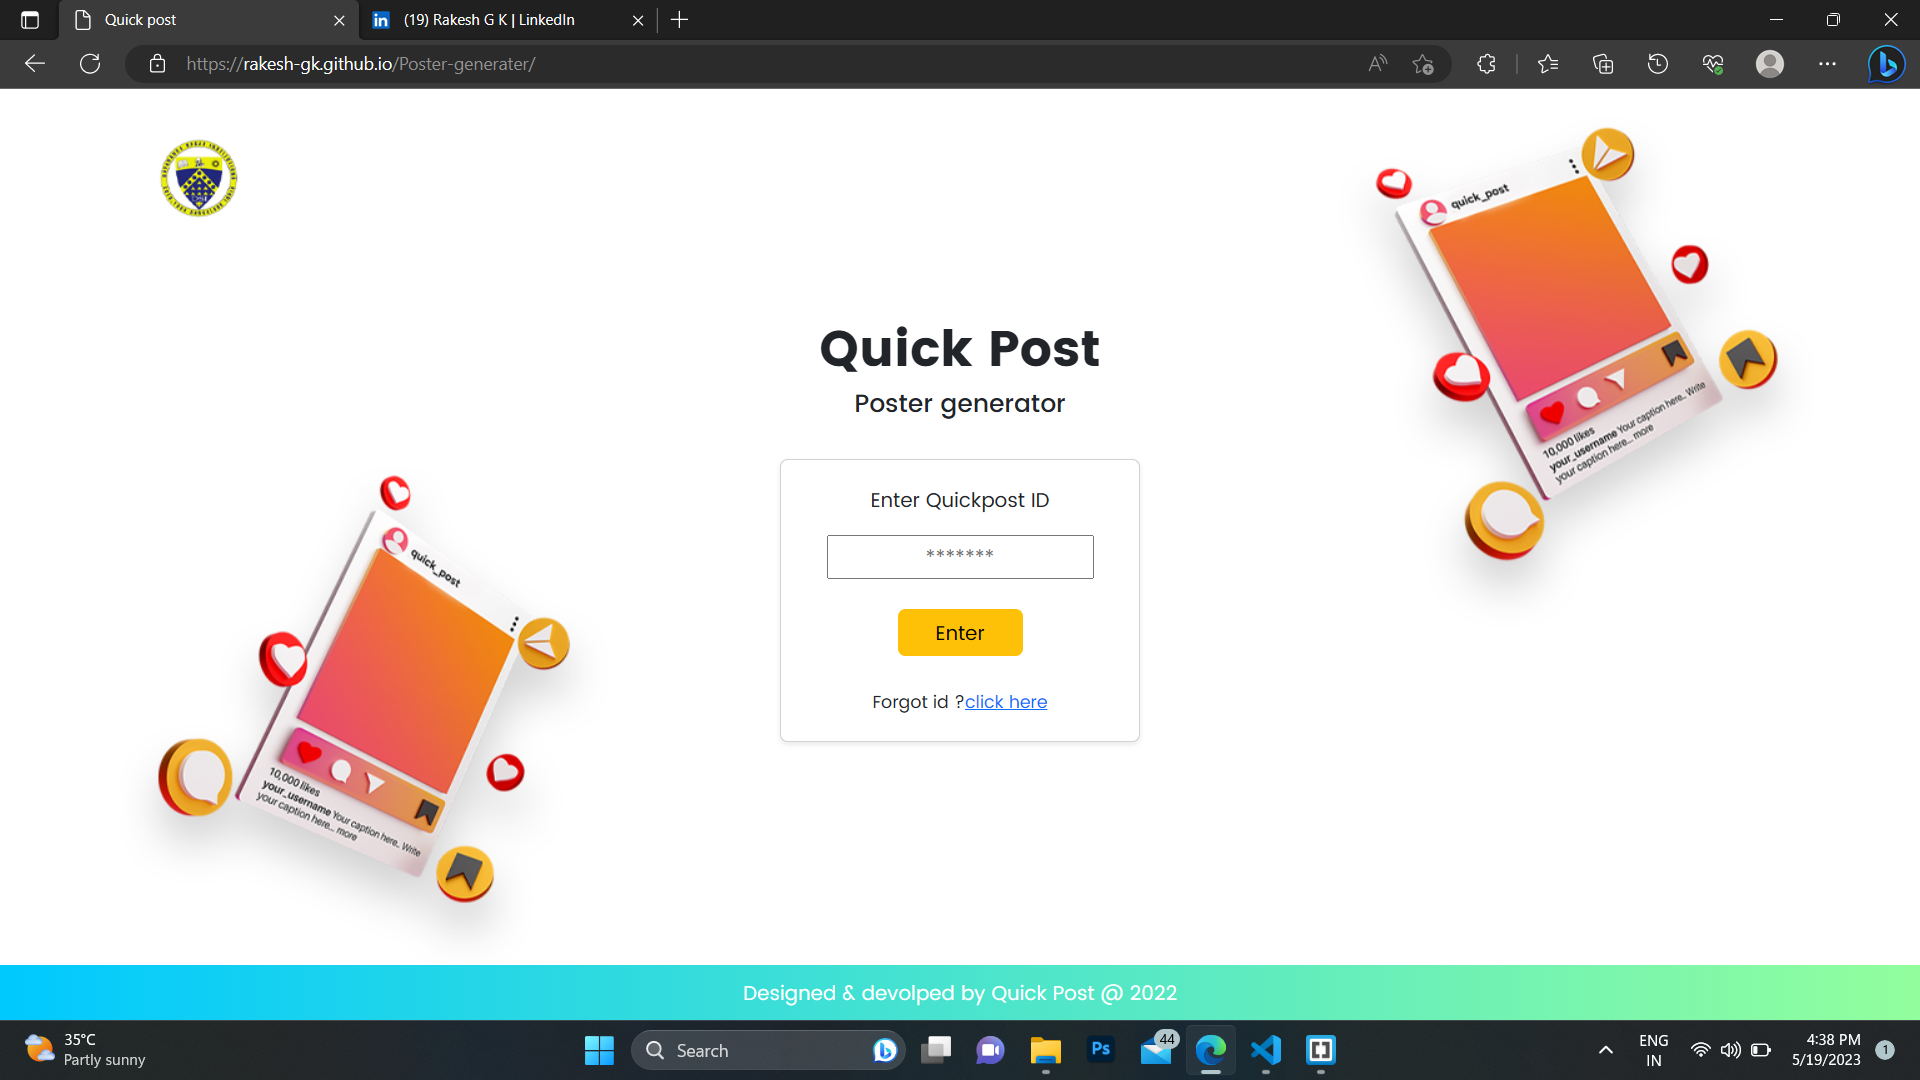 Quick post
(19) Rakesh G K | LinkedIn
https://rakesh-gk.github.io/Poster-generater/
quick_post
10,000 likes
your_username Your caption here.. Write
your caption here... more
Quick Post
Poster generator
Enter Quickpost ID
*******
Enter
Forgot id ?click here
quick_post
10,000 likes
your_username Your caption here.. Write
your caption here... more
Designed & devolped by Quick Post @ 2022
35°C
Partly sunny
Search
Ps
44
ENG
IN
4:38 PM
5/19/2023
1